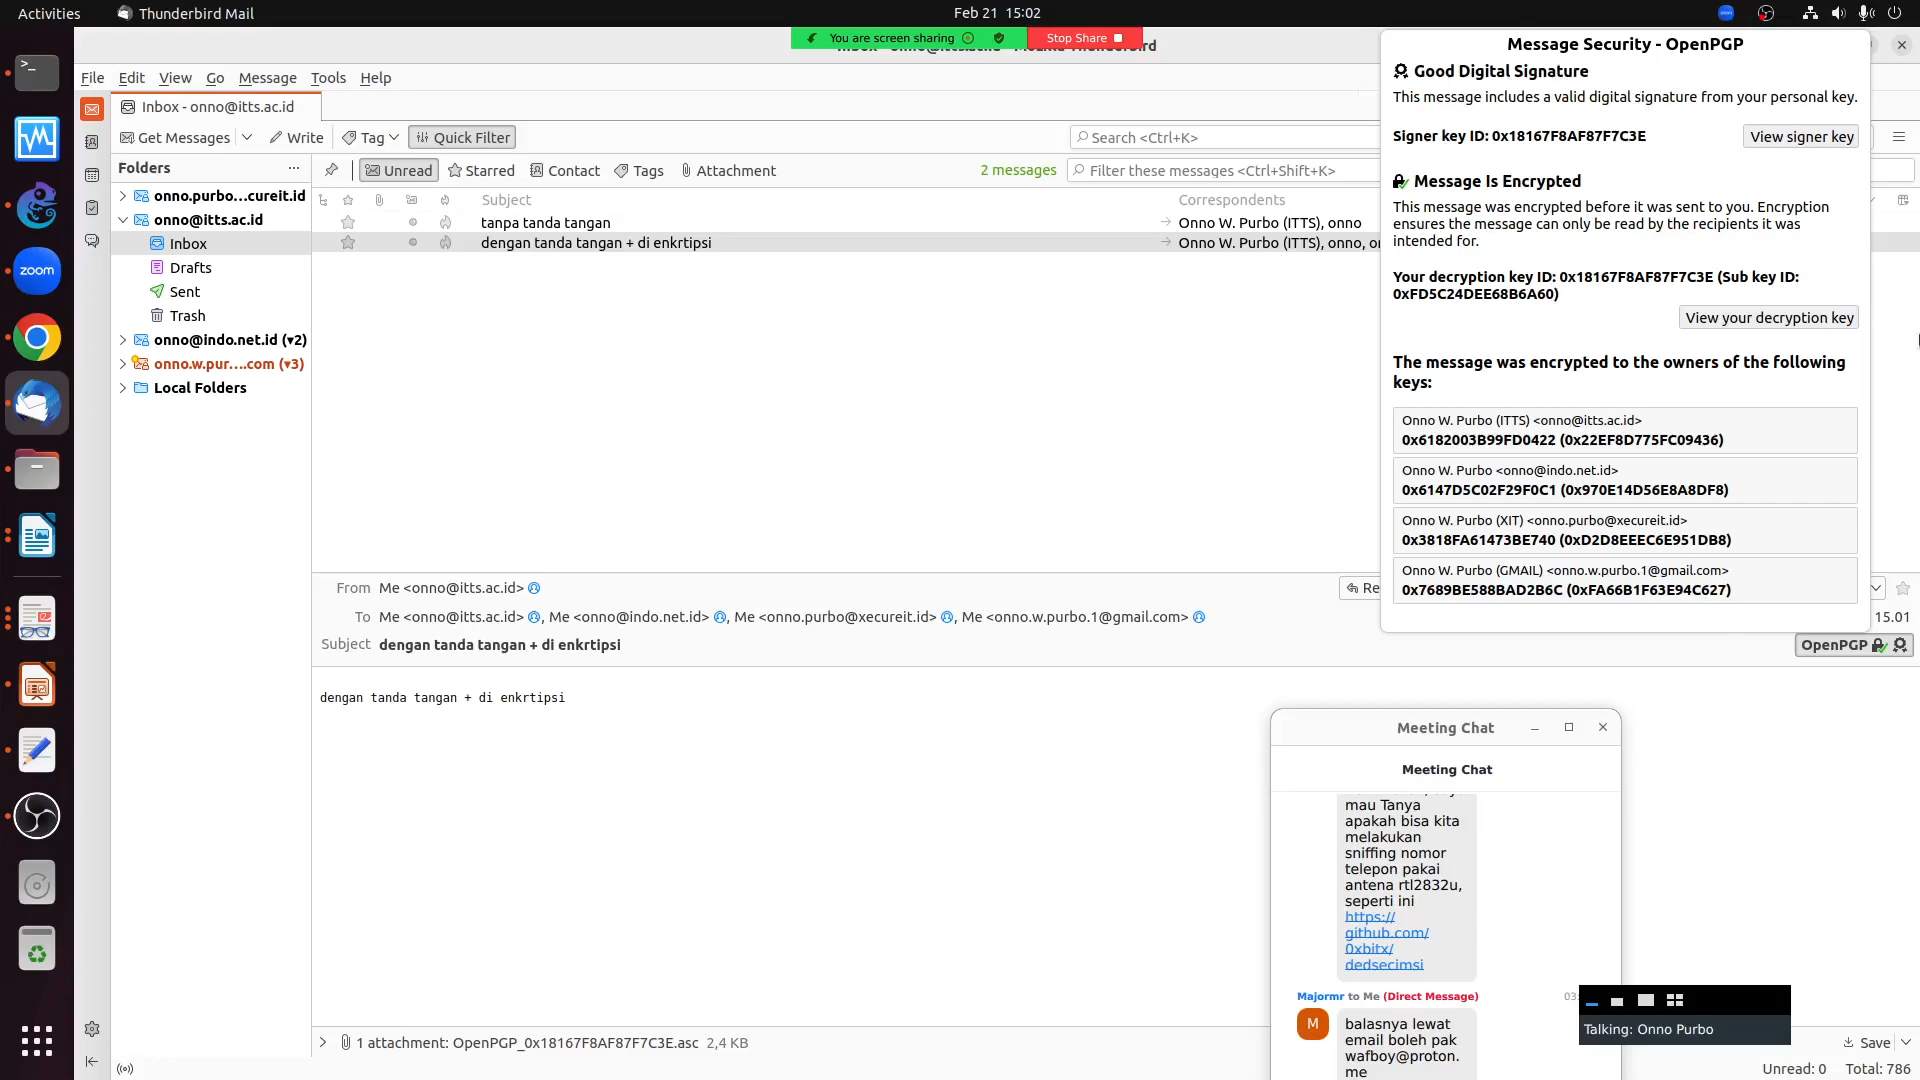 Activities
Thunderbird Mail
Feb 21 15:02
You are screen sharing
Stop Share
File Edit View Go Message Tools Help
Inbox - onno@itts.ac.id
Get Messages
Write
Tag
Quick Filter
Search <Ctrl+K>
Folders
Unread
Starred
Contact
Tags
Attachment
2 messages
Filter these messages <Ctrl+Shift+K>
onno.purbo...cureit.id
onno@itts.ac.id
Inbox
Drafts
Sent
Trash
onno@indo.net.id (▾2)
onno.w.pur....com (▾3)
Local Folders
Subject
Correspondents
tanpa tanda tangan
Onno W. Purbo (ITTS), onno
dengan tanda tangan + di enkrtipsi
Onno W. Purbo (ITTS), onno,
Message Security - OpenPGP
Good Digital Signature
This message includes a valid digital signature from your personal key.
Signer key ID: 0x18167F8AF87F7C3E
View signer key
Message Is Encrypted
This message was encrypted before it was sent to you. Encryption
ensures the message can only be read by the recipients it was
intended for.
Your decryption key ID: 0x18167F8AF87F7C3E (Sub key ID:
0xFD5C24DEE68B6A60)
View your decryption key
The message was encrypted to the owners of the following
keys:
Onno W. Purbo (ITTS) <onno@itts.ac.id>
0x6182003B99FD0422 (0x22EF8D775FC09436)
Onno W. Purbo <onno@indo.net.id>
0x6147D5C02F29F0C1 (0x970E14D56E8A8DF8)
Onno W. Purbo (XIT) <onno.purbo@xecureit.id>
0x3818FA61473BE740 (0xD2D8EEEC6E951DB8)
Onno W. Purbo (GMAIL) <onno.w.purbo.1@gmail.com>
0x7689BE588BAD2B6C (0xFA66B1F63E94C627)
From Me <onno@itts.ac.id>
Re
To Me <onno@itts.ac.id>, Me <onno@indo.net.id>, Me <onno.purbo@xecureit.id>, Me <onno.w.purbo.1@gmail.com>
15.01
Subject dengan tanda tangan + di enkrtipsi
OpenPGP
dengan tanda tangan + di enkrtipsi
Meeting Chat
Meeting Chat
mau Tanya
apakah bisa kita
melakukan
sniffing nomor
telepon pakai
antena rtl2832u,
seperti ini
https://
github.com/
0xbitx/
dedsecimsi
Majormr to Me (Direct Message)
03:
M
balasnya lewat
email boleh pak
wafboy@proton.
me
Talking: Onno Purbo
1 attachment: OpenPGP_0x18167F8AF87F7C3E.asc 2,4 KB
Save
Unread: 0 Total: 786
zoom